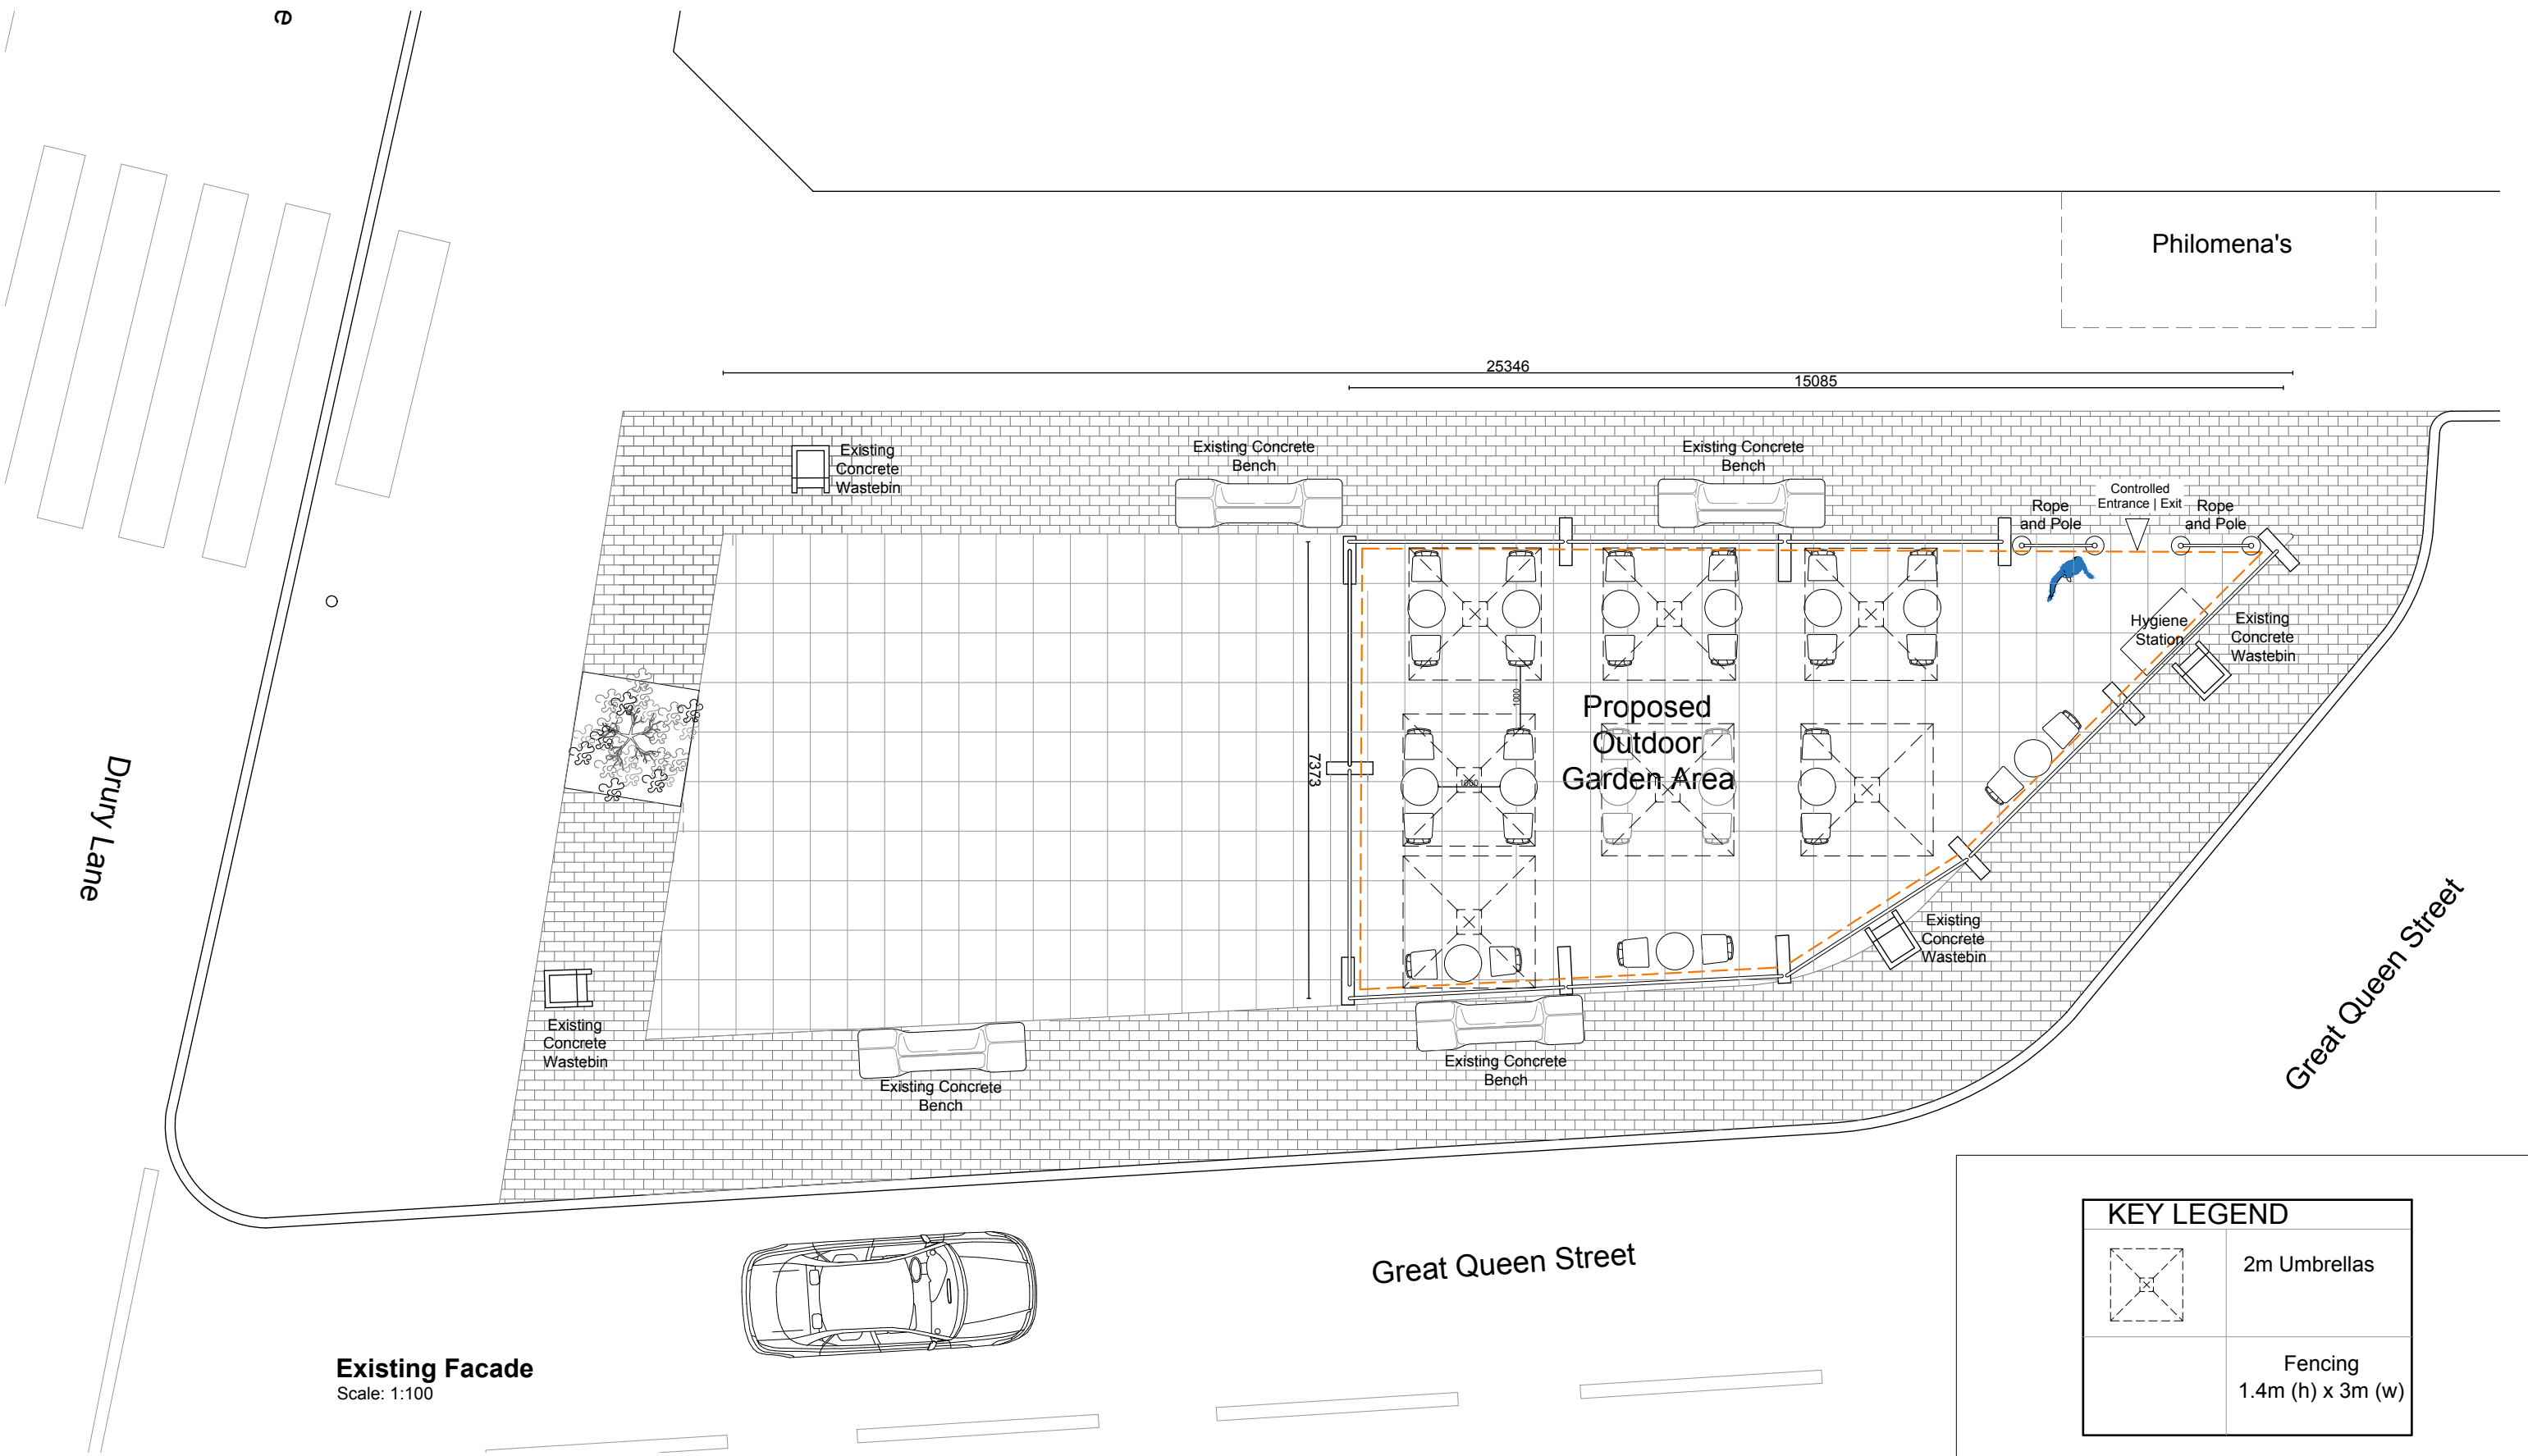 e
Philomena's
25346
15085
Existing
Concrete
Wastebin
Existing Concrete
Bench
Existing Concrete
Bench
Rope
and Pole
Controlled
Entrance | Exit
Rope
and Pole
Hygiene
Station
Existing
Concrete
Wastebin
1000
Proposed
Outdoor
Garden Area
7373
1000
Drury Lane
Existing
Concrete
Wastebin
Existing
Concrete
Wastebin
Existing Concrete
Bench
Existing Concrete
Bench
Great Queen Street
Great Queen Street
Existing Facade
Scale: 1:100
KEY LEGEND
2m Umbrellas
Fencing
1.4m (h) x 3m (w)